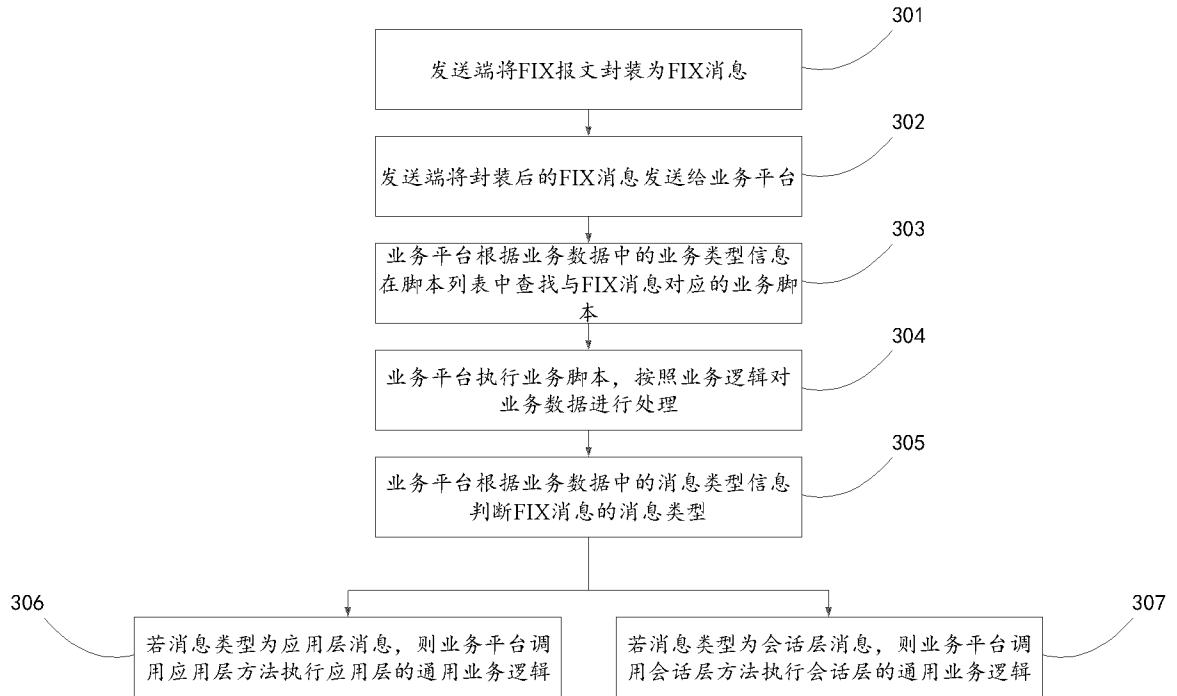 301
发送端将FIX报文封装为FIX消息
302
发送端将封装后的FIX消息发送给业务平台
303
业务平台根据业务数据中的业务类型信息
在脚本列表中查找与FIX消息对应的业务脚
本
304
业务平台执行业务脚本，按照业务逻辑对
业务数据进行处理
305
业务平台根据业务数据中的消息类型信息
判断FIX消息的消息类型
306
若消息类型为应用层消息，则业务平台调
用应用层方法执行应用层的通用业务逻辑
307
若消息类型为会话层消息，则业务平台调
用会话层方法执行会话层的通用业务逻辑